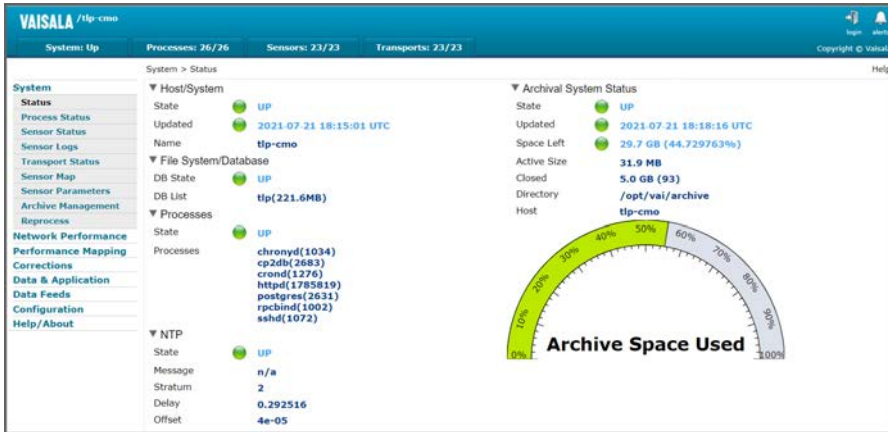 VAISALA /tlp-cmo
login alerts
System: Up Processes: 26/26 Sensors: 23/23 Transports: 23/23
Copyright © Vaisala
System > Status
Help
System
Status
Process Status
Sensor Status
Sensor Logs
Transport Status
Sensor Map
Sensor Parameters
Archive Management
Reprocess
Network Performance
Performance Mapping
Corrections
Data & Application
Data Feeds
Configuration
Help/About
▼ Host/System
State UP
Updated 2021-07-21 18:15:01 UTC
Name tlp-cmo
▼ File System/Database
DB State UP
DB List tlp(221.6MB)
▼ Processes
State UP
Processes chronyd(1034)
cp2db(2683)
crond(1276)
httpd(1785819)
postgres(2631)
rpcbind(1002)
sshd(1072)
▼ NTP
State UP
Message n/a
Stratum 2
Delay 0.292516
Offset 4e-05
▼ Archival System Status
State UP
Updated 2021-07-21 18:18:16 UTC
Space Left 29.7 GB (44.729763%)
Active Size 31.9 MB
Closed 5.0 GB (93)
Directory /opt/vai/archive
Host tlp-cmo
0% 10% 20% 30% 40% 50% 60% 70% 80% 90% 100%
Archive Space Used